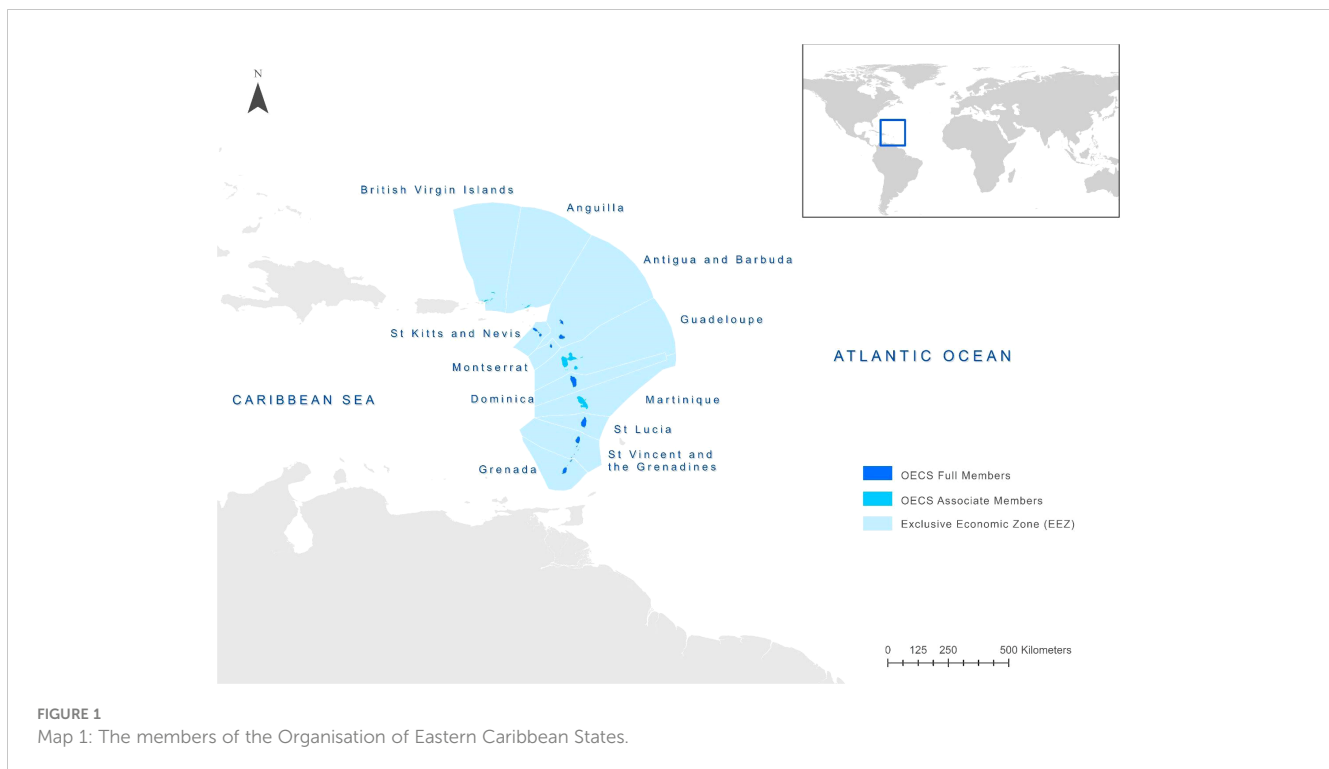 N
British Virgin Islands
Anguilla
Antigua and Barbuda
Guadeloupe
St Kitts and Nevis
ATLANTIC OCEAN
Montserrat
CARIBBEAN SEA
Dominica
Martinique
St Lucia
St Vincent and
the Grenadines
Grenada
OECS Full Members
OECS Associate Members
Exclusive Economic Zone (EEZ)
0 125 250 500 Kilometers
FIGURE 1
Map 1: The members of the Organisation of Eastern Caribbean States.